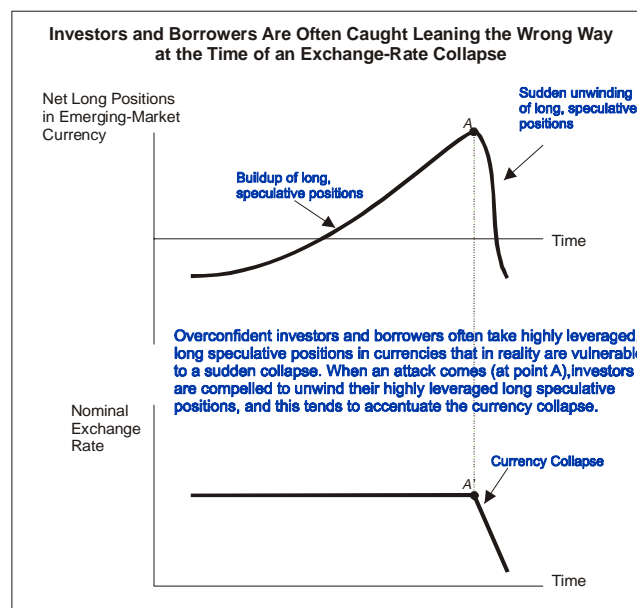 Investors and Borrowers Are Often Caught Leaning the Wrong Way
at the Time of an Exchange-Rate Collapse
Net Long Positions
in Emerging-Market
Currency
A
Sudden unwinding
of long, speculative
positions
Buildup of long,
speculative positions
Time
Overconfident investors and borrowers often take highly leveraged,
long speculative positions in currencies that in reality are vulnerable
to a sudden collapse. When an attack comes (at point A),investors
are compelled to unwind their highly leveraged long speculative
positions, and this tends to accentuate the currency collapse.
Nominal
Exchange
Rate
A'
Currency Collapse
Time